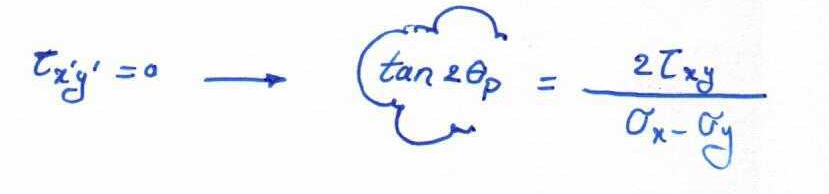 τx'y' = 0 ⟶ tan 2θp = 2τxy / (σx - σy)